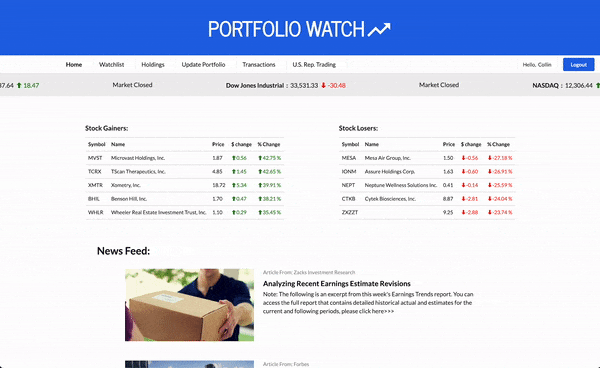 PORTFOLIO WATCH
Home Watchlist Holdings Update Portfolio Transactions U.S. Rep. Trading Hello, Collin Logout
37.64 18.47 Market Closed Dow Jones Industrial : 33,531.33 -30.48 Market Closed NASDAQ : 12,306.44
Stock Gainers: Stock Losers:
Symbol Name Price $ change % Change Symbol Name Price $ change % Change
MVST Microvast Holdings, Inc. 1.87 0.56 42.75 % MESA Mesa Air Group, Inc. 1.50 -0.56 -27.18 %
TCRX TScan Therapeutics, Inc. 4.85 1.45 42.65 % IONM Assure Holdings Corp. 1.63 -0.60 -26.91 %
XMTR Xometry, Inc. 18.72 5.34 39.91 % NEPT Neptune Wellness Solutions Inc. 0.41 -0.14 -25.59 %
BHIL Benson Hill, Inc. 1.70 0.47 38.21 % CTKB Cytek Biosciences, Inc. 8.87 -2.81 -24.04 %
WHLR Wheeler Real Estate Investment Trust, Inc. 1.10 0.29 35.45 % ZXZZT 9.25 -2.88 -23.74 %
News Feed:
Article From: Zacks Investment Research
Analyzing Recent Earnings Estimate Revisions
Note: The following is an excerpt from this week's Earnings Trends report. You can
access the full report that contains detailed historical actual and estimates for the
current and following periods, please click here>>>
Article From: Forbes